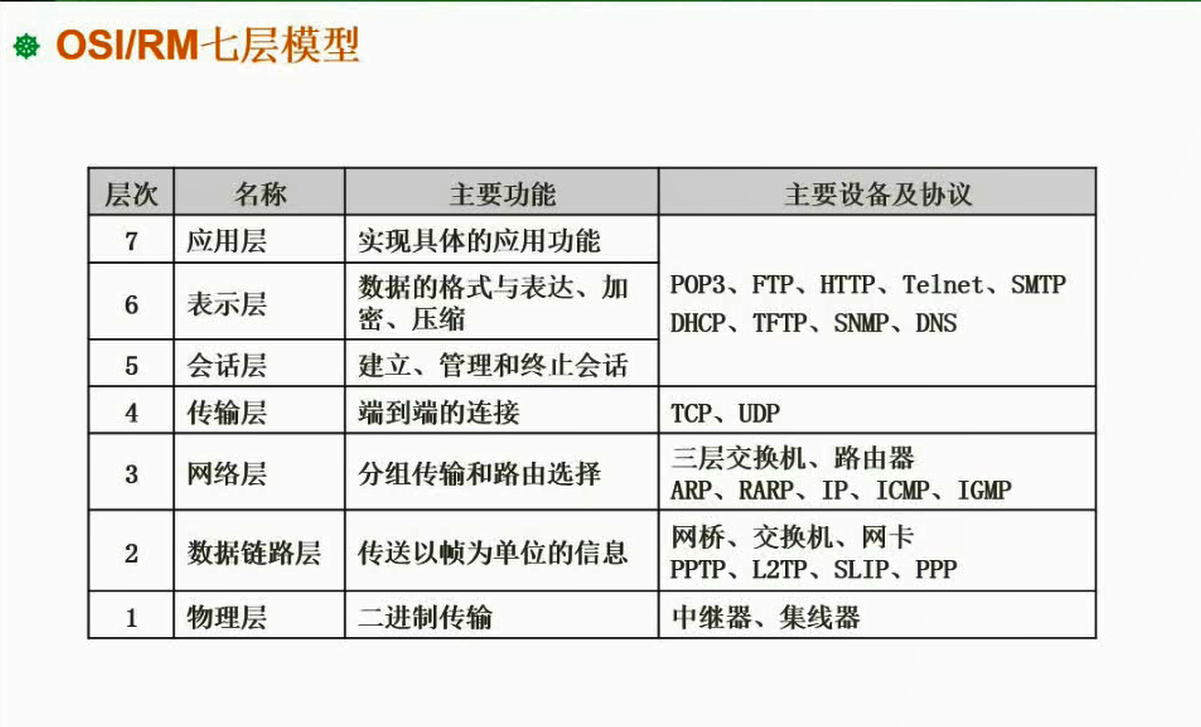 OSI/RM七层模型
层次 名称 主要功能 主要设备及协议
7 应用层 实现具体的应用功能
6 表示层 数据的格式与表达、加
密、压缩
5 会话层 建立、管理和终止会话
POP3、FTP、HTTP、Telnet、SMTP
DHCP、TFTP、SNMP、DNS
4 传输层 端到端的连接 TCP、UDP
3 网络层 分组传输和路由选择 三层交换机、路由器
ARP、RARP、IP、ICMP、IGMP
2 数据链路层 传送以帧为单位的信息 网桥、交换机、网卡
PPTP、L2TP、SLIP、PPP
1 物理层 二进制传输 中继器、集线器